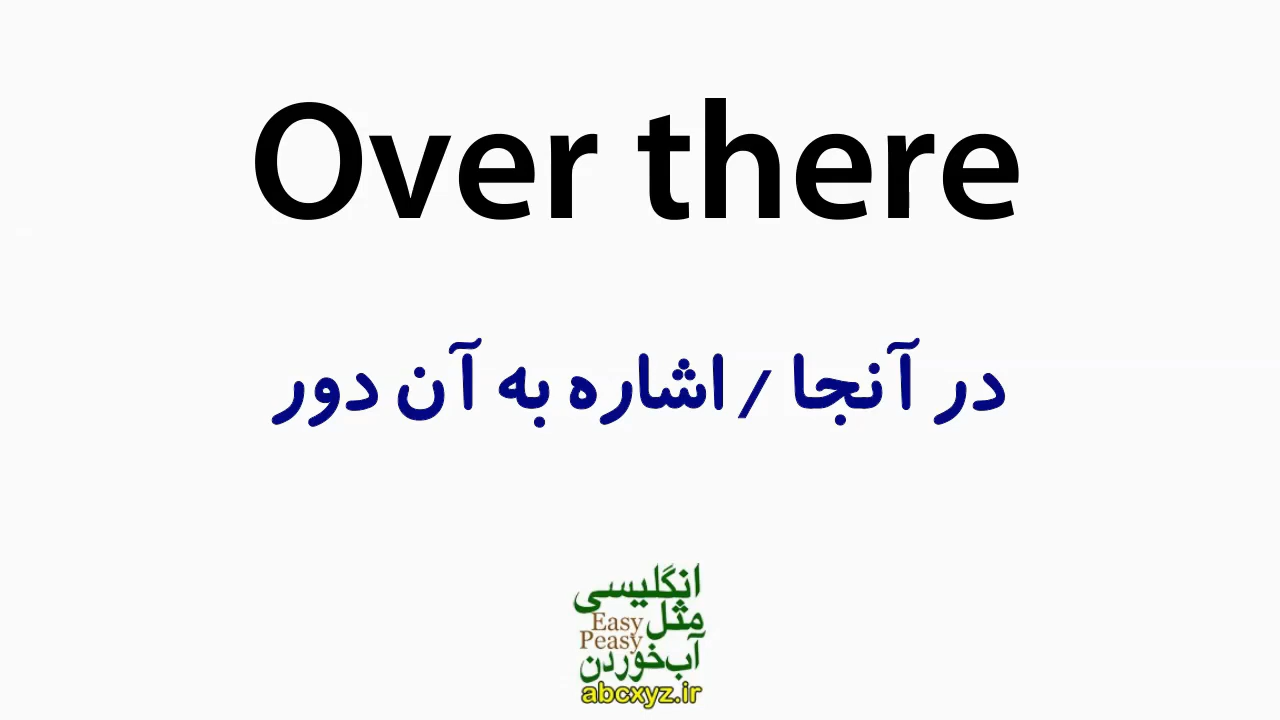 Over there
در آنجا / اشاره به آن دور
انگلیسی
مثل
Easy
Peasy
آب‌خوردن
abcxyz.ir